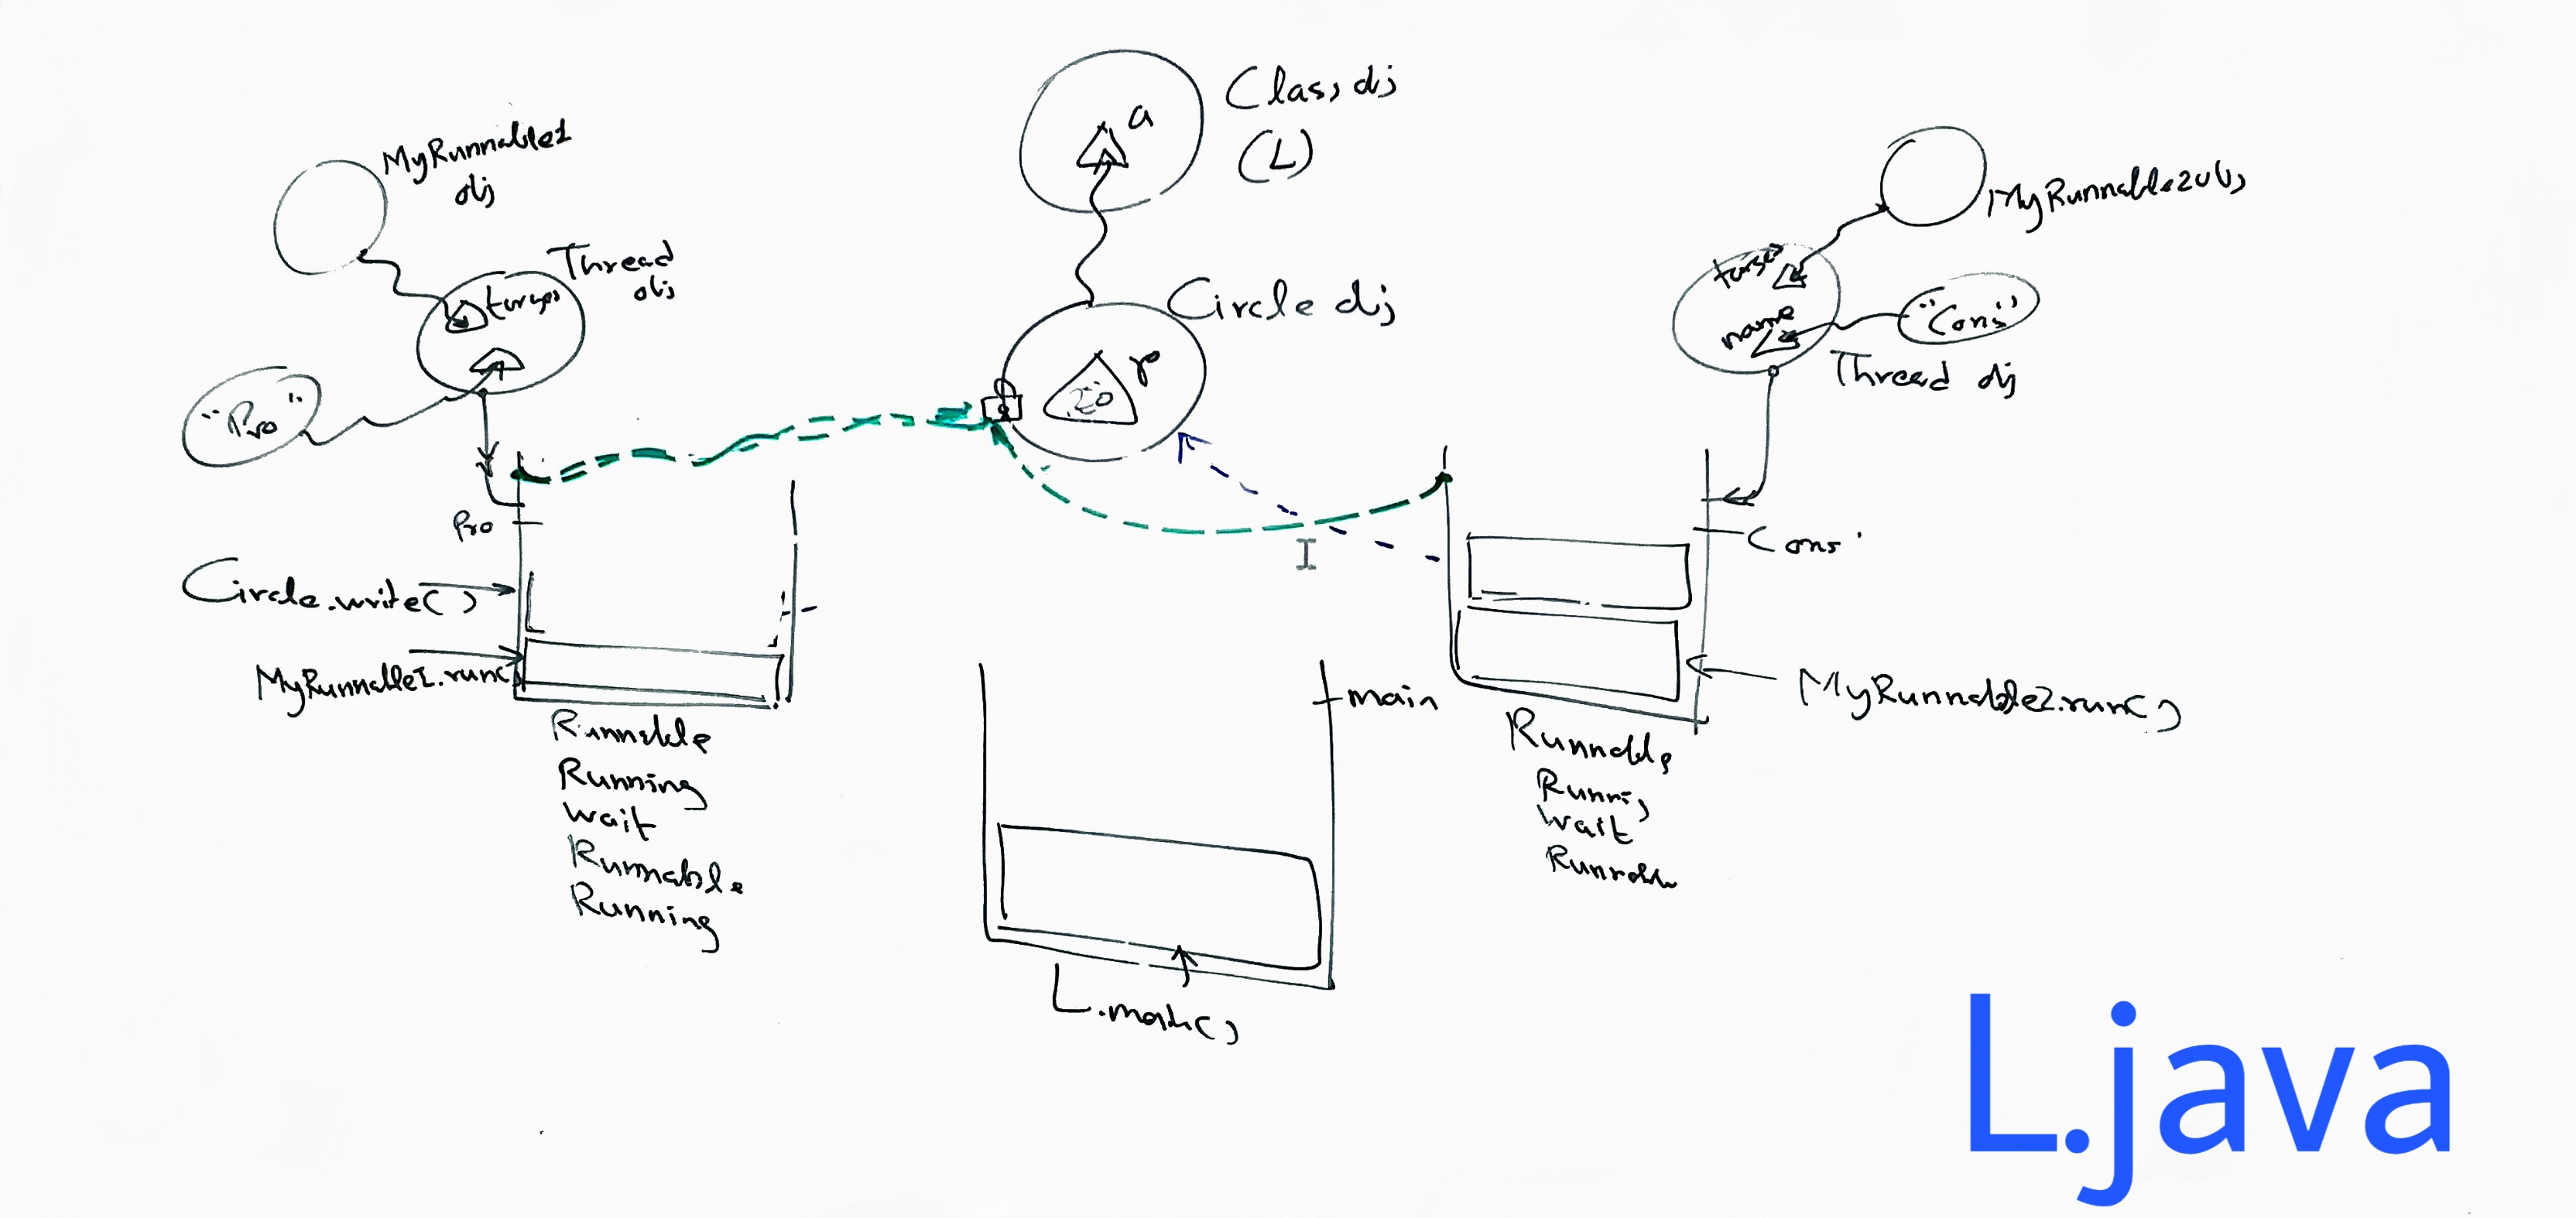 Class obj
(L)
a
MyRunnable1
obj
Thread
obj
target
"Pro"
Circle obj
r
20
MyRunnable2 obj
target
name
"Cons"
Thread obj
Pro
Cons
Circle.write()
MyRunnable1.run()
Runnable
Running
wait
Runnable
Running
main
L.main()
MyRunnable2.run()
Runnable
Running
wait
Runnable
L.java